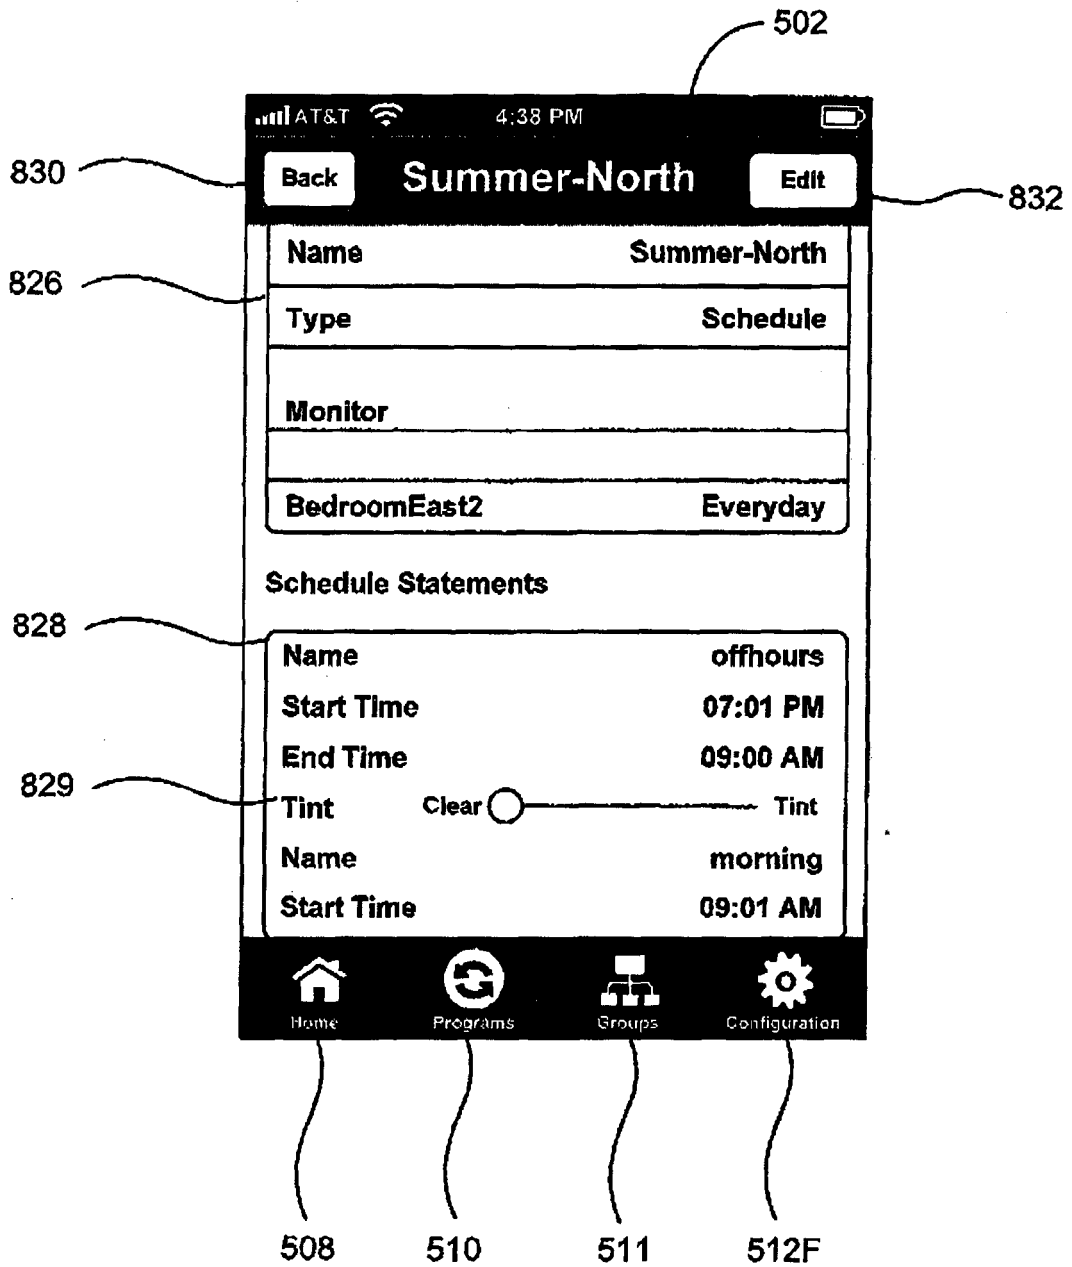 502
AT&T 4:38 PM
830 Back Summer-North Edit 832
Name Summer-North
826
Type Schedule
Monitor
BedroomEast2 Everyday
Schedule Statements
828
Name offhours
Start Time 07:01 PM
End Time 09:00 AM
829 Tint Clear Tint
Name morning
Start Time 09:01 AM
Home Programs Groups Configuration
508 510 511 512F